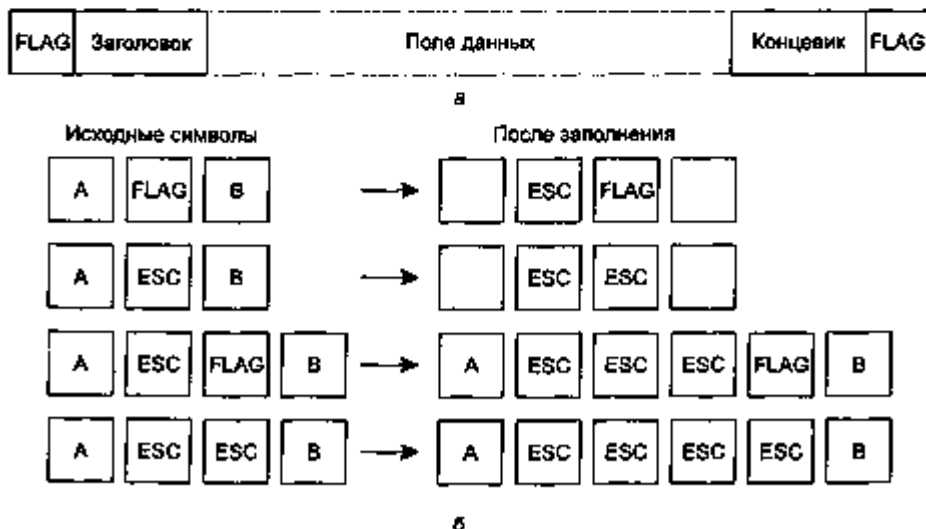 FLAG Заголовок Поле данных Концевик FLAG
а
Исходные символы После заполнения
A FLAG B ESC FLAG
A ESC B ESC ESC
A ESC FLAG B A ESC ESC ESC FLAG B
A ESC ESC B A ESC ESC ESC ESC B
б